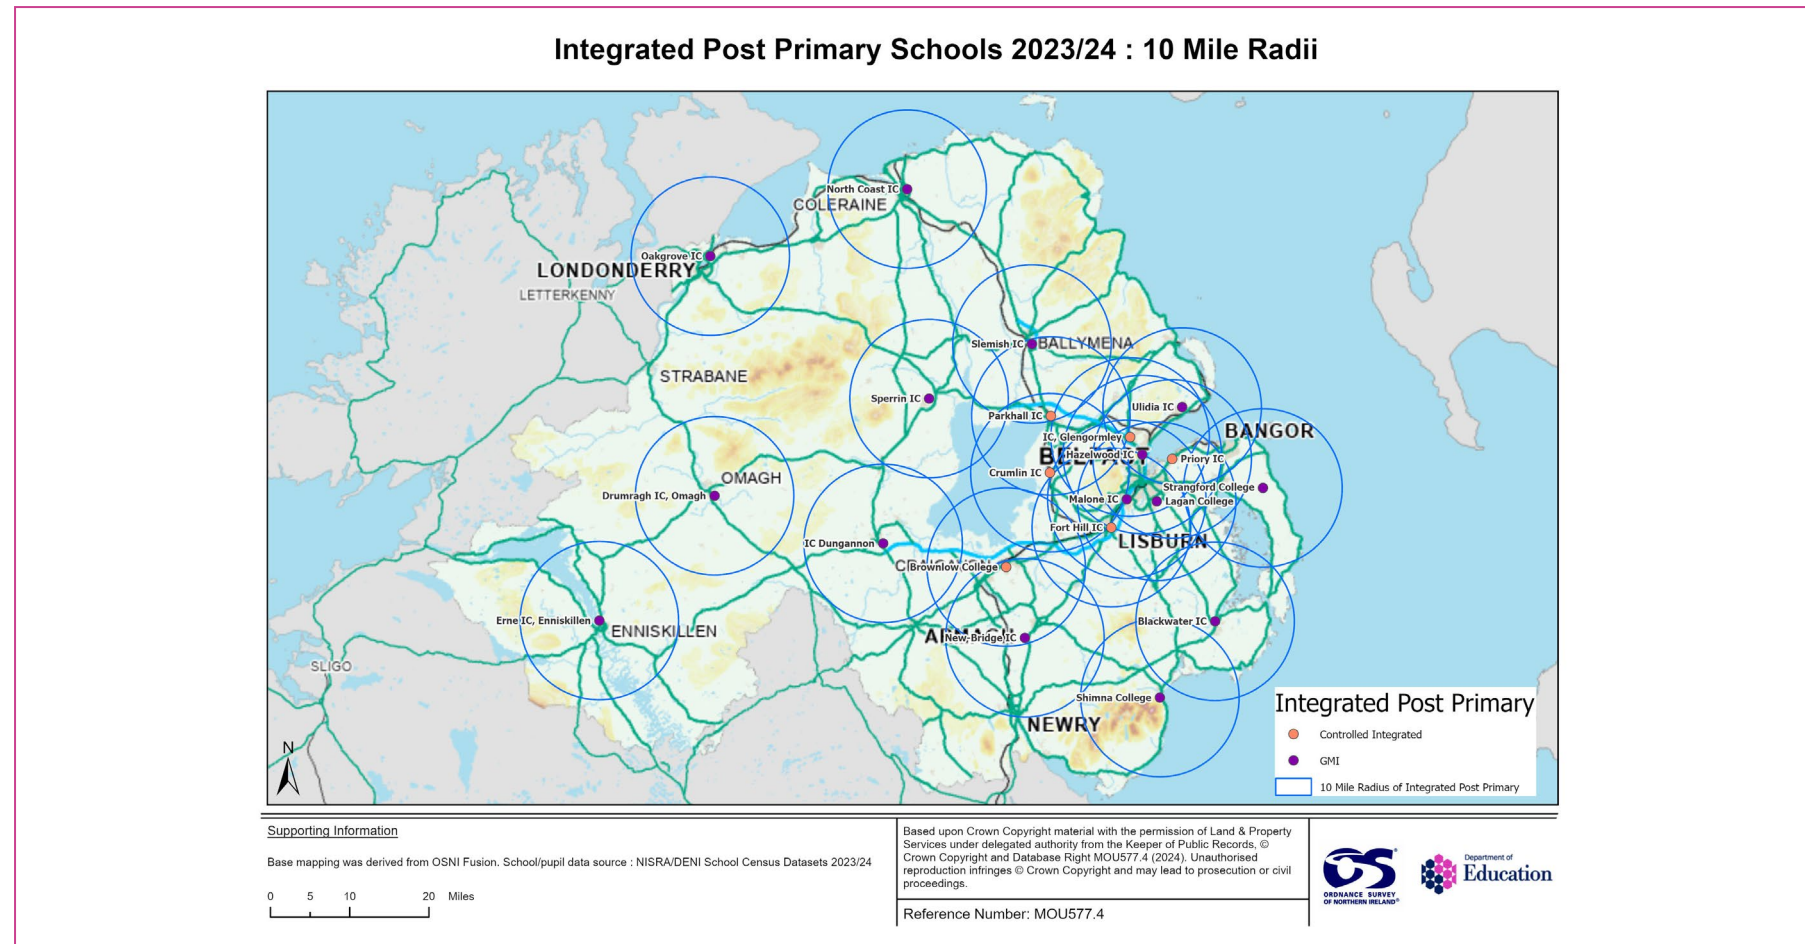 Integrated Post Primary Schools 2023/24 : 10 Mile Radii
North Coast IC
COLERAINE
Oakgrove IC
LONDONDERRY
LETTERKENNY
Slemish IC
BALLYMENA
STRABANE
Sperrin IC
Ulidia IC
Parkhall IC
BANGOR
IC, Glengormley
BELFAST
Hazelwood IC
Priory IC
Crumlin IC
OMAGH
Strangford College
Drumragh IC, Omagh
Malone IC
Lagan College
Fort Hill IC
LISBURN
IC Dungannon
Brownlow College
Erne IC, Enniskillen
ENNISKILLEN
Blackwater IC
ARMAGH
New-Bridge IC
SLIGO
Shimna College
NEWRY
Integrated Post Primary
Controlled Integrated
GMI
10 Mile Radius of Integrated Post Primary
N
Supporting Information
Base mapping was derived from OSNI Fusion. School/pupil data source : NISRA/DENI School Census Datasets 2023/24
0 5 10 20 Miles
Based upon Crown Copyright material with the permission of Land & Property
Services under delegated authority from the Keeper of Public Records, ©
Crown Copyright and Database Right MOU577.4 (2024). Unauthorised
reproduction infringes © Crown Copyright and may lead to prosecution or civil
proceedings.
Reference Number: MOU577.4
OS®
ORDNANCE SURVEY
OF NORTHERN IRELAND®
Department of
Education